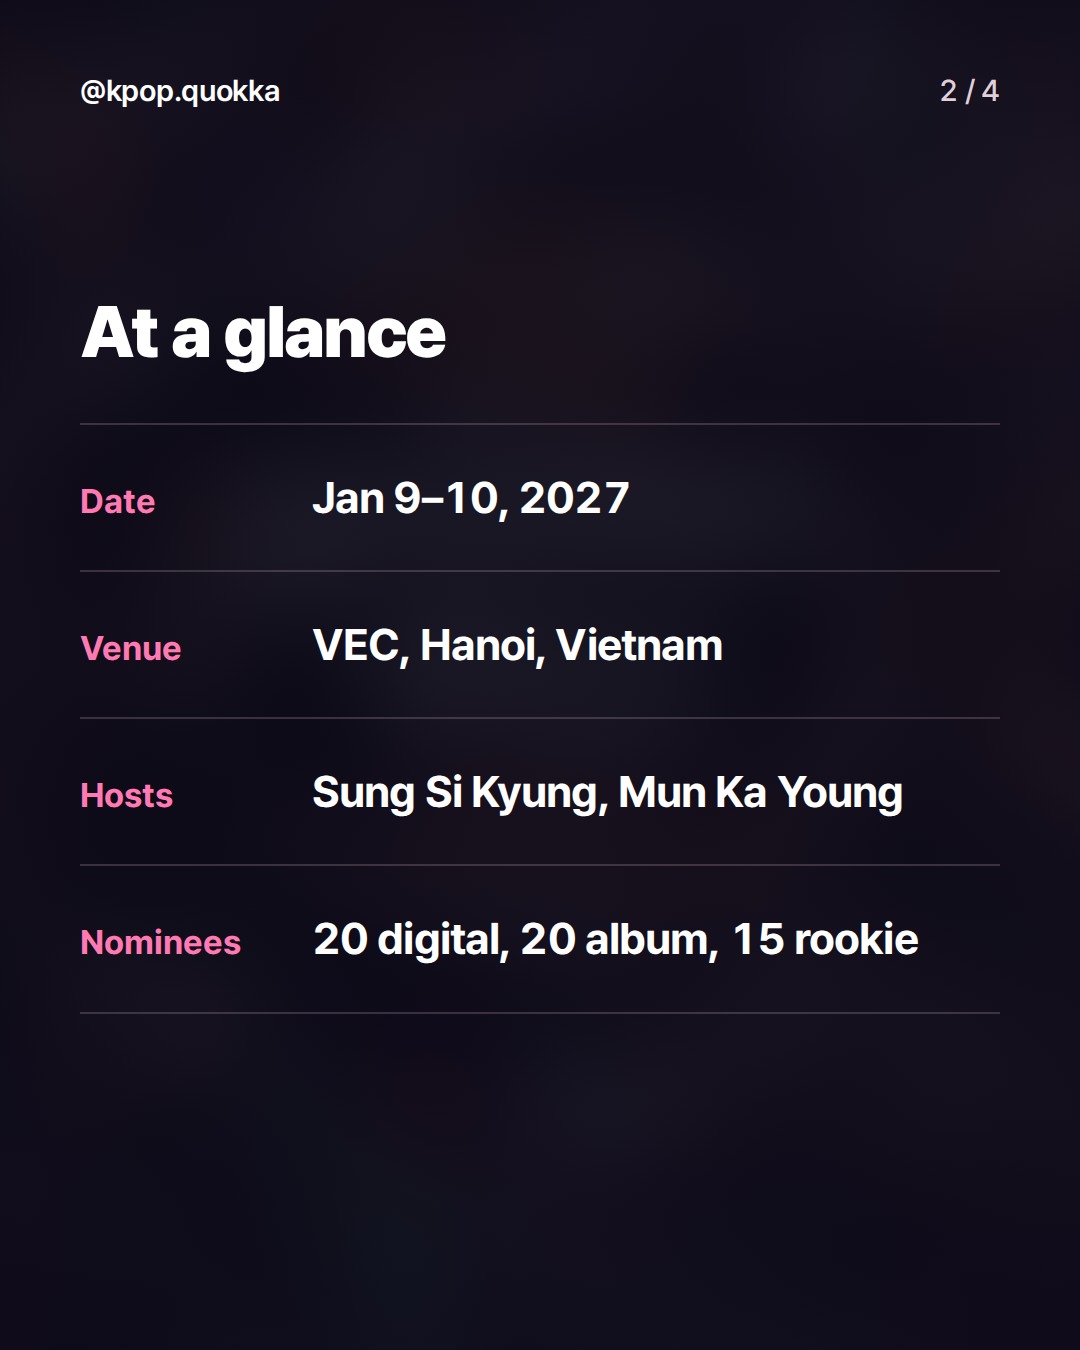 @kpop.quokka
2 / 4
At a glance
Date
Jan 9–10, 2027
Venue
VEC, Hanoi, Vietnam
Hosts
Sung Si Kyung, Mun Ka Young
Nominees
20 digital, 20 album, 15 rookie